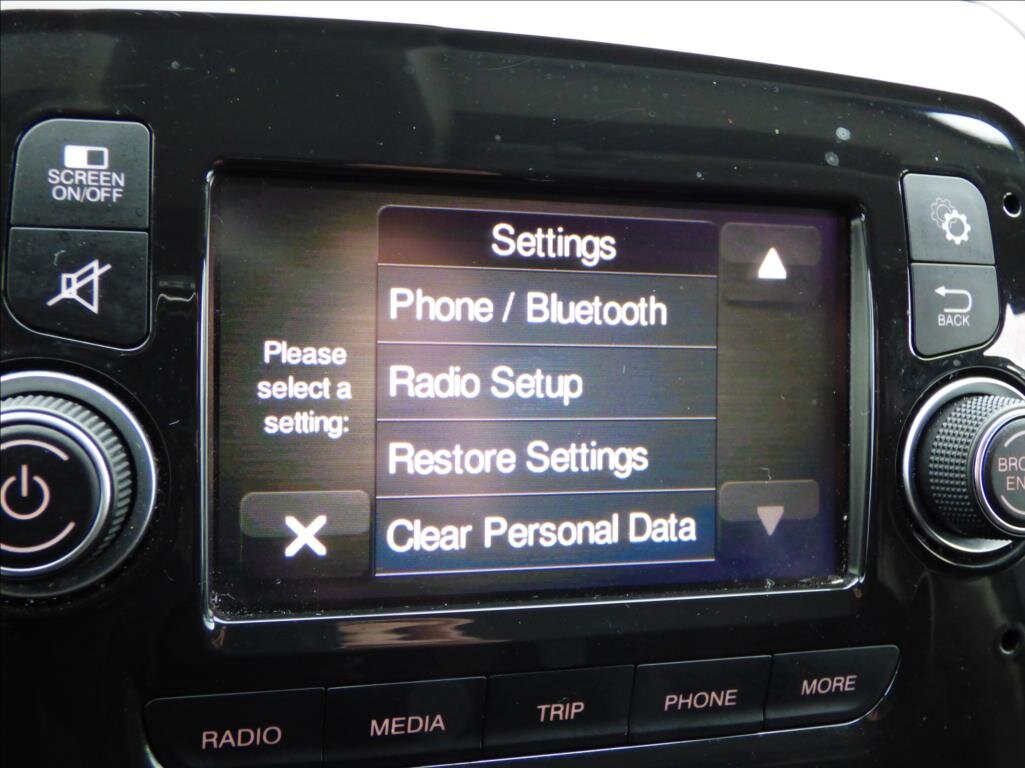 SCREEN
ON/OFF
Settings
Phone / Bluetooth
Radio Setup
Restore Settings
Clear Personal Data
Please
select a
setting:
BACK
RADIO
MEDIA
TRIP
PHONE
MORE